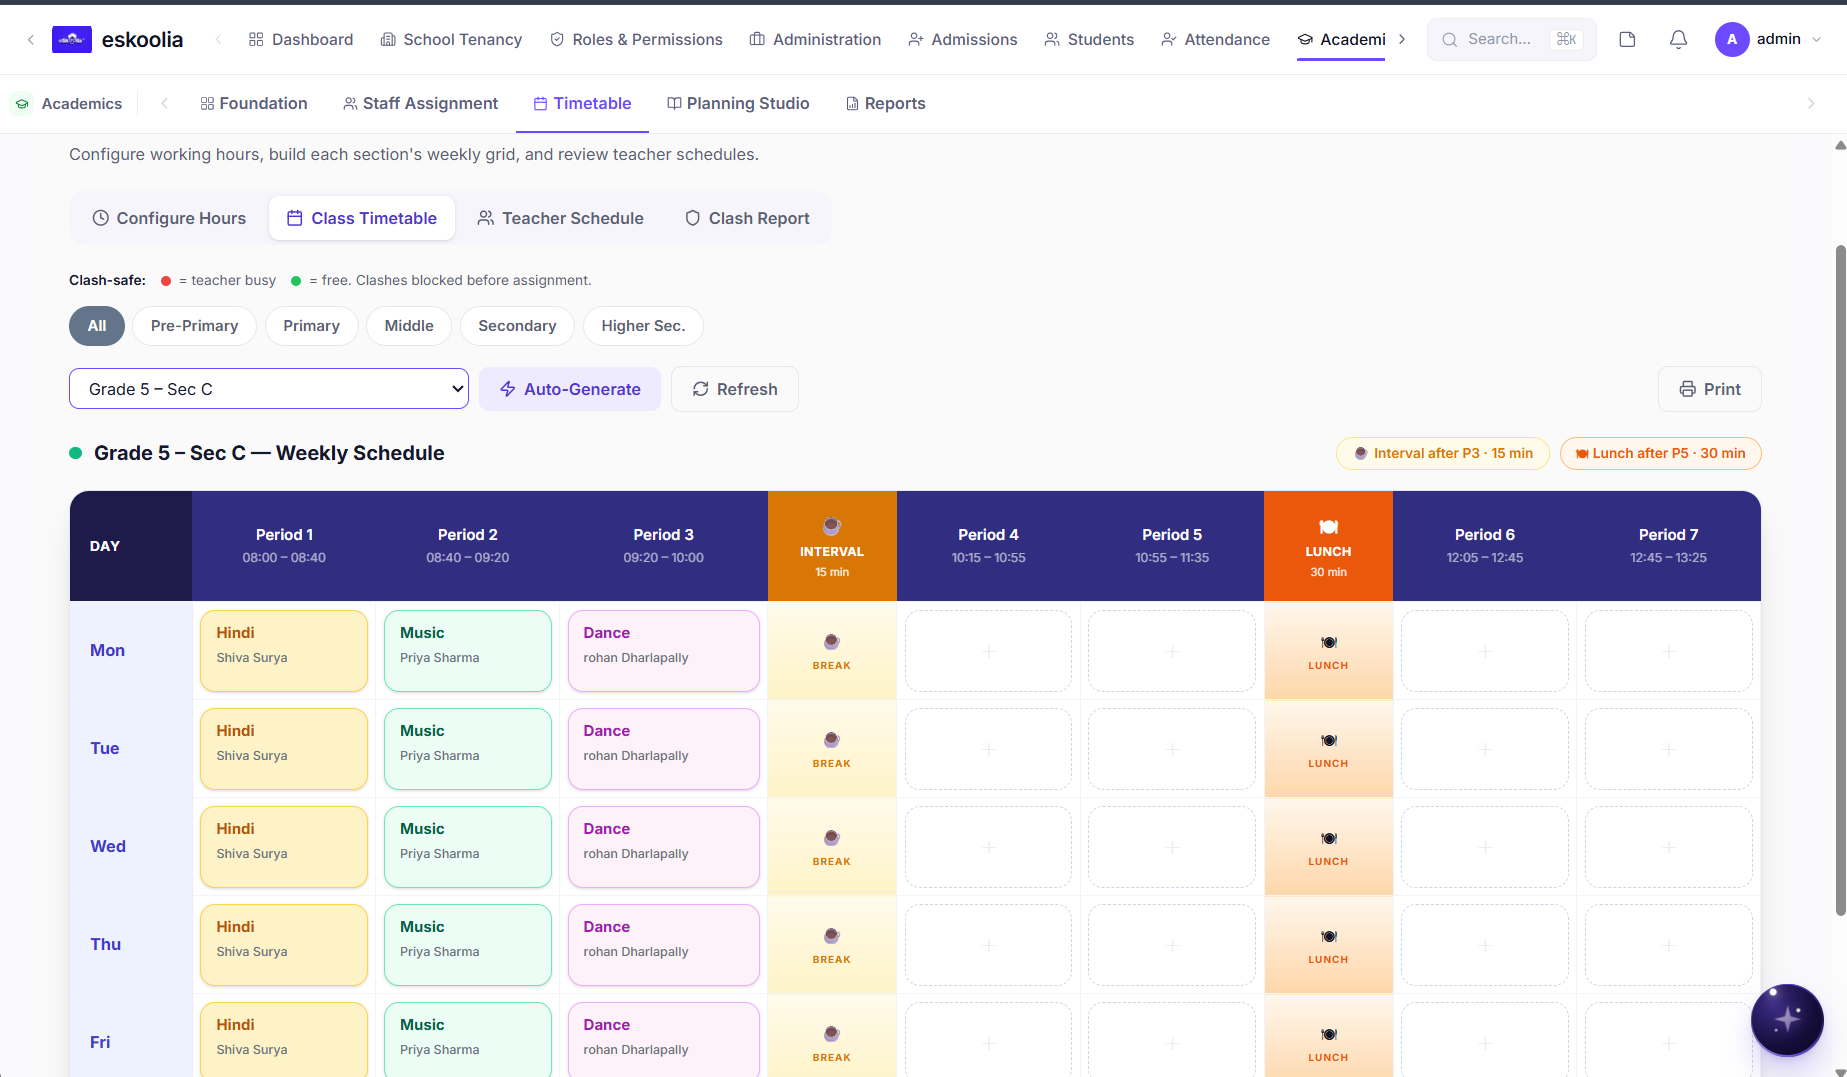 eskoolia
Dashboard
School Tenancy
Roles & Permissions
Administration
Admissions
Students
Attendance
Academi
Search...
⌘K
A
admin
Academics
Foundation
Staff Assignment
Timetable
Planning Studio
Reports
Configure working hours, build each section's weekly grid, and review teacher schedules.
Configure Hours
Class Timetable
Teacher Schedule
Clash Report
Clash-safe: = teacher busy = free. Clashes blocked before assignment.
All
Pre-Primary
Primary
Middle
Secondary
Higher Sec.
Grade 5 – Sec C
Auto-Generate
Refresh
Print
Grade 5 – Sec C — Weekly Schedule
Interval after P3 · 15 min
Lunch after P5 · 30 min
DAY
Period 1
08:00 – 08:40
Period 2
08:40 – 09:20
Period 3
09:20 – 10:00
INTERVAL
15 min
Period 4
10:15 – 10:55
Period 5
10:55 – 11:35
LUNCH
30 min
Period 6
12:05 – 12:45
Period 7
12:45 – 13:25
Mon
Hindi
Shiva Surya
Music
Priya Sharma
Dance
rohan Dharlapally
BREAK
+
+
LUNCH
+
+
Tue
Hindi
Shiva Surya
Music
Priya Sharma
Dance
rohan Dharlapally
BREAK
+
+
LUNCH
+
+
Wed
Hindi
Shiva Surya
Music
Priya Sharma
Dance
rohan Dharlapally
BREAK
+
+
LUNCH
+
+
Thu
Hindi
Shiva Surya
Music
Priya Sharma
Dance
rohan Dharlapally
BREAK
+
+
LUNCH
+
+
Fri
Hindi
Shiva Surya
Music
Priya Sharma
Dance
rohan Dharlapally
BREAK
+
+
LUNCH
+
+